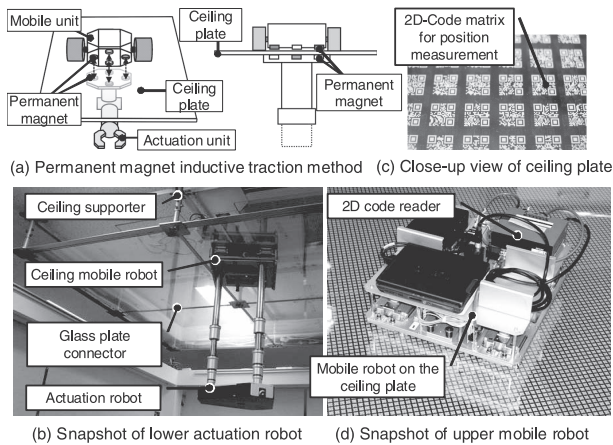 Mobile unit
Ceiling
plate
Permanent
magnet
Ceiling
plate
Actuation unit
Permanent
magnet
2D-Code matrix
for position
measurement
(a) Permanent magnet inductive traction method
(c) Close-up view of ceiling plate
Ceiling supporter
Ceiling mobile robot
Glass plate
connector
Actuation robot
2D code reader
Mobile robot on the
ceiling plate
(b) Snapshot of lower actuation robot
(d) Snapshot of upper mobile robot